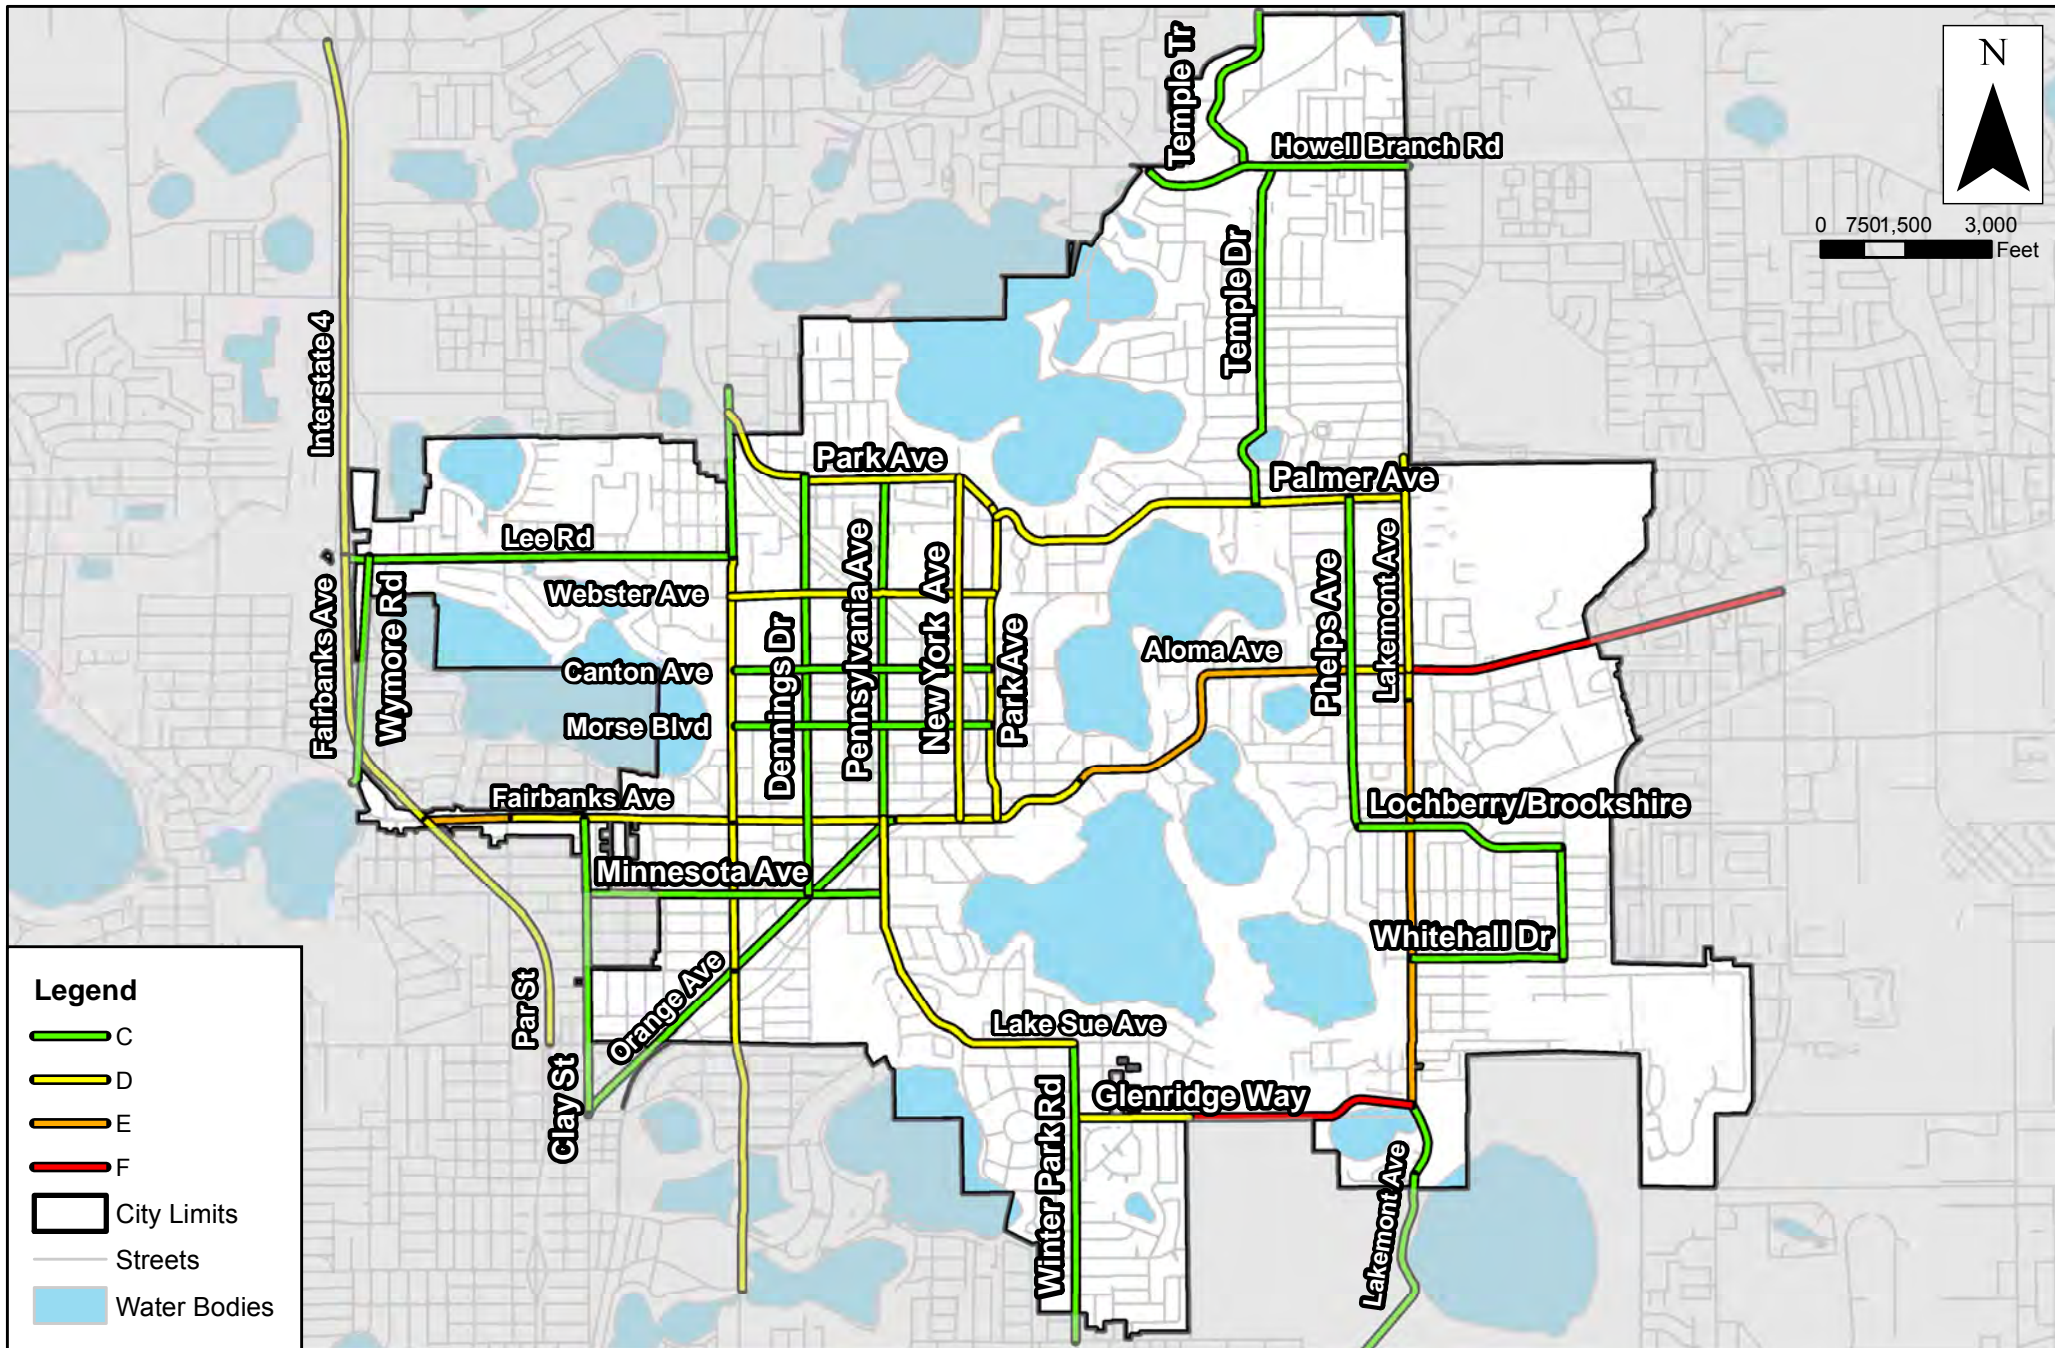 Temple Tr
N
Howell Branch Rd
0 7501,500 3,000
Feet
Temple Dr
Interstate 4
Park Ave
Palmer Ave
Lee Rd
Webster Ave
Fairbanks Ave
Wymore Rd
Canton Ave
Morse Blvd
Dennings Dr
Pennsylvania Ave
New York Ave
Park Ave
Aloma Ave
Phelps Ave
Lakemont Ave
Fairbanks Ave
Lochberry/Brookshire
Minnesota Ave
Whitehall Dr
Orange Ave
Par St
Clay St
Lake Sue Ave
Glenridge Way
Winter Park Rd
Lakemont Ave
Legend
C
D
E
F
City Limits
Streets
Water Bodies